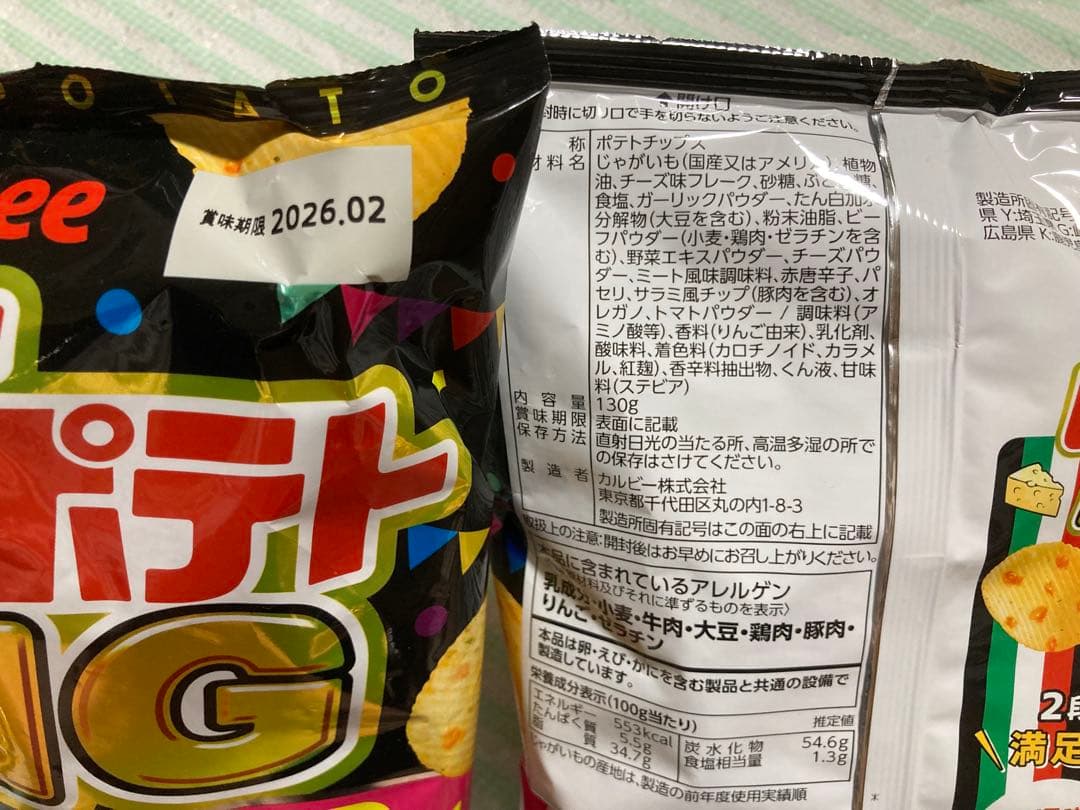 POTATO
ee
賞味期限 2026.02
ポテト
IG
開け口
封時に切り口で手を切らないようご注意ください。
称 ポテトチップス
材料名 じゃがいも(国産又はアメリカ)、植物
油、チーズ味フレーク、砂糖、ぶどう糖、
食塩、ガーリックパウダー、たん白加水
分解物(大豆を含む)、粉末油脂、ビー
フパウダー(小麦・鶏肉・ゼラチンを含
む)、野菜エキスパウダー、チーズパウ
ダー、ミート風味調味料、赤唐辛子、パ
セリ、サラミ風チップ(豚肉を含む)、オ
レガノ、トマトパウダー / 調味料(ア
ミノ酸等)、香料(りんご由来)、乳化剤、
酸味料、着色料(カロチノイド、カラメ
ル、紅麹)、香辛料抽出物、くん液、甘味
料(ステビア)
内容量 130g
賞味期限 表面に記載
保存方法 直射日光の当たる所、高温多湿の所で
の保存はさけてください。
製造者 カルビー株式会社
東京都千代田区丸の内1-8-3
製造所固有記号はこの面の右上に記載
取扱上の注意:開封後はお早めにお召し上がりください。
本品に含まれているアレルゲン
材料及びそれに準ずるものを表示〉
乳成分・小麦・牛肉・大豆・鶏肉・豚肉・
りんご・ゼラチン
本品は卵・えび・かにを含む製品と共通の設備で
製造しています。
栄養成分表示(100g当たり) 推定値
エネルギー 553kcal 炭水化物 54.6g
たんぱく質 5.5g 食塩相当量 1.3g
脂質 34.7g
じゃがいもの産地は、製造の前年度使用実績順
製造所
県 Y:埼
広島県 K:
2
満足